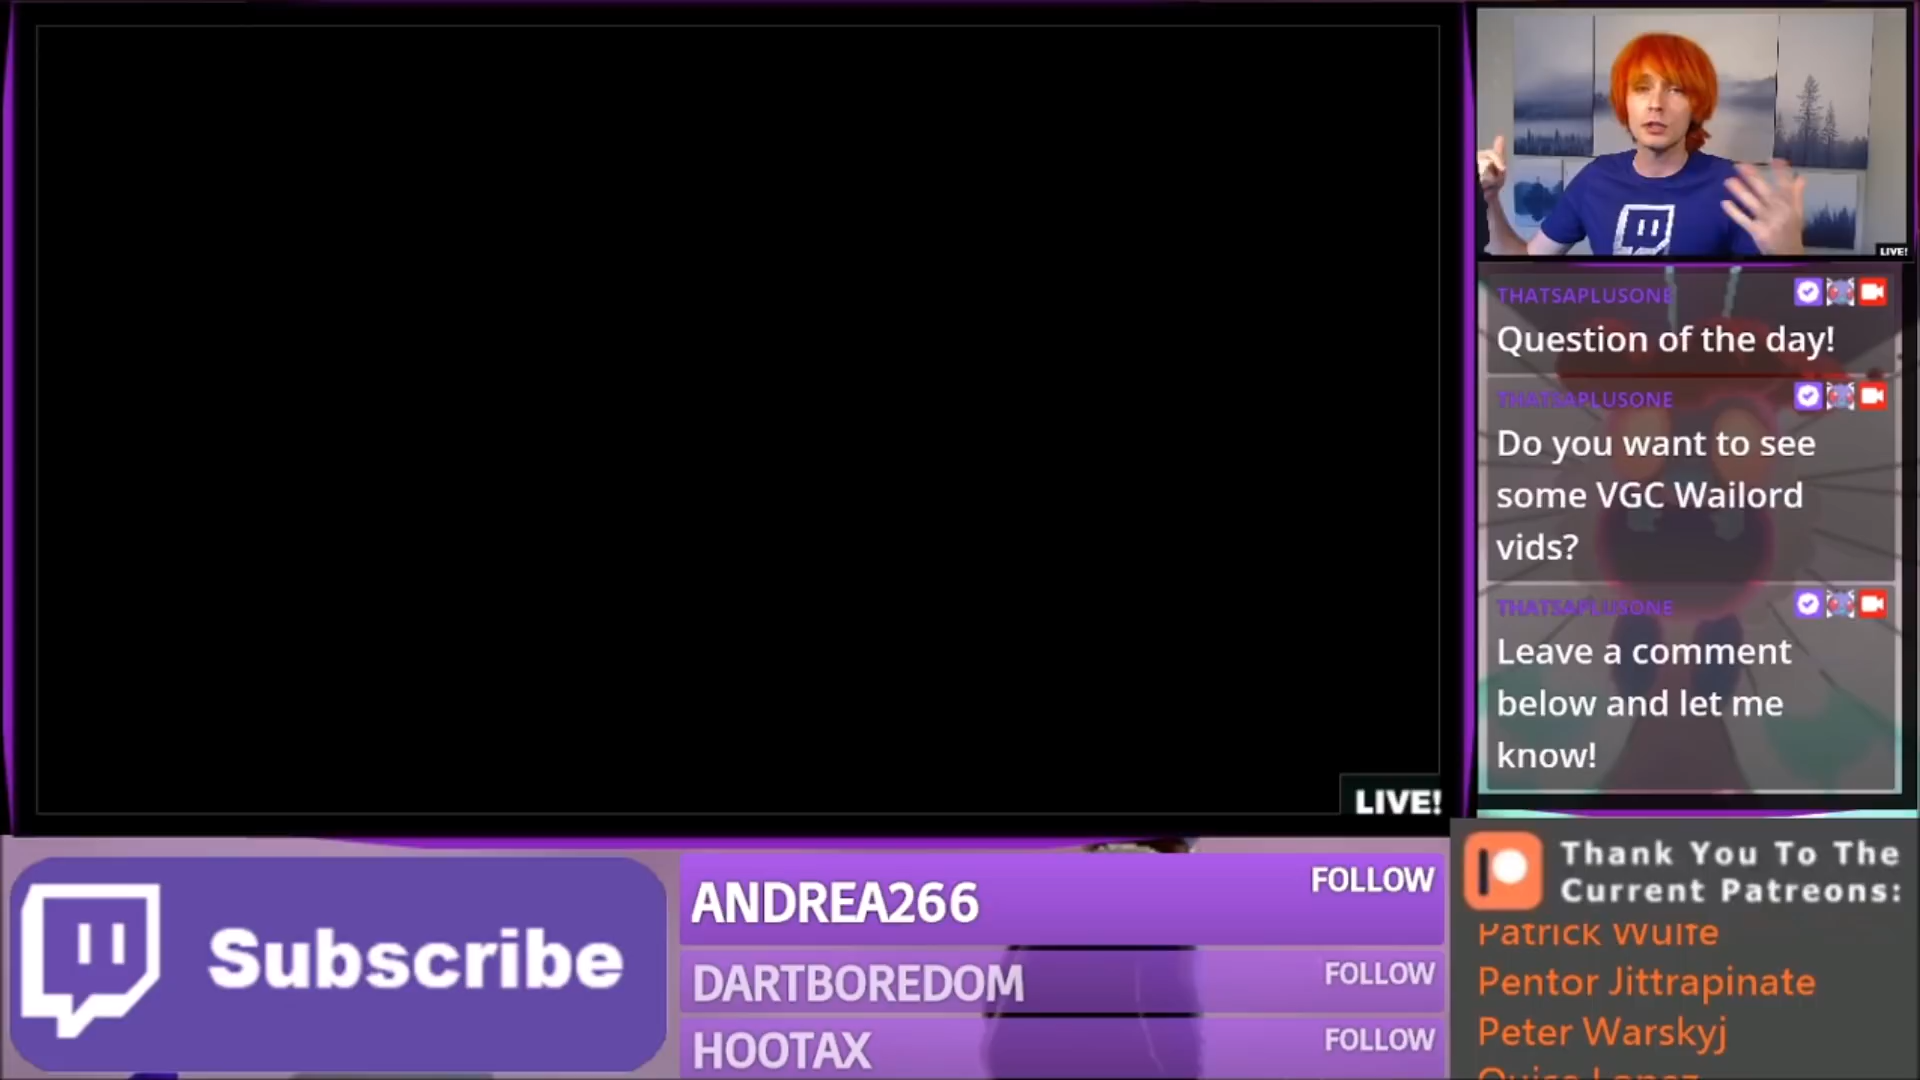 LIVE!
THATSAPLUSONE
Question of the day!
THATSAPLUSONE
Do you want to see
some VGC Wailord
vids?
THATSAPLUSONE
Leave a comment
below and let me
know!
LIVE!
Subscribe
ANDREA266 FOLLOW
DARTBOREDOM FOLLOW
HOOTAX FOLLOW
Thank You To The
Current Patreons:
Patrick Wulfe
Pentor Jittrapinate
Peter Warskyj